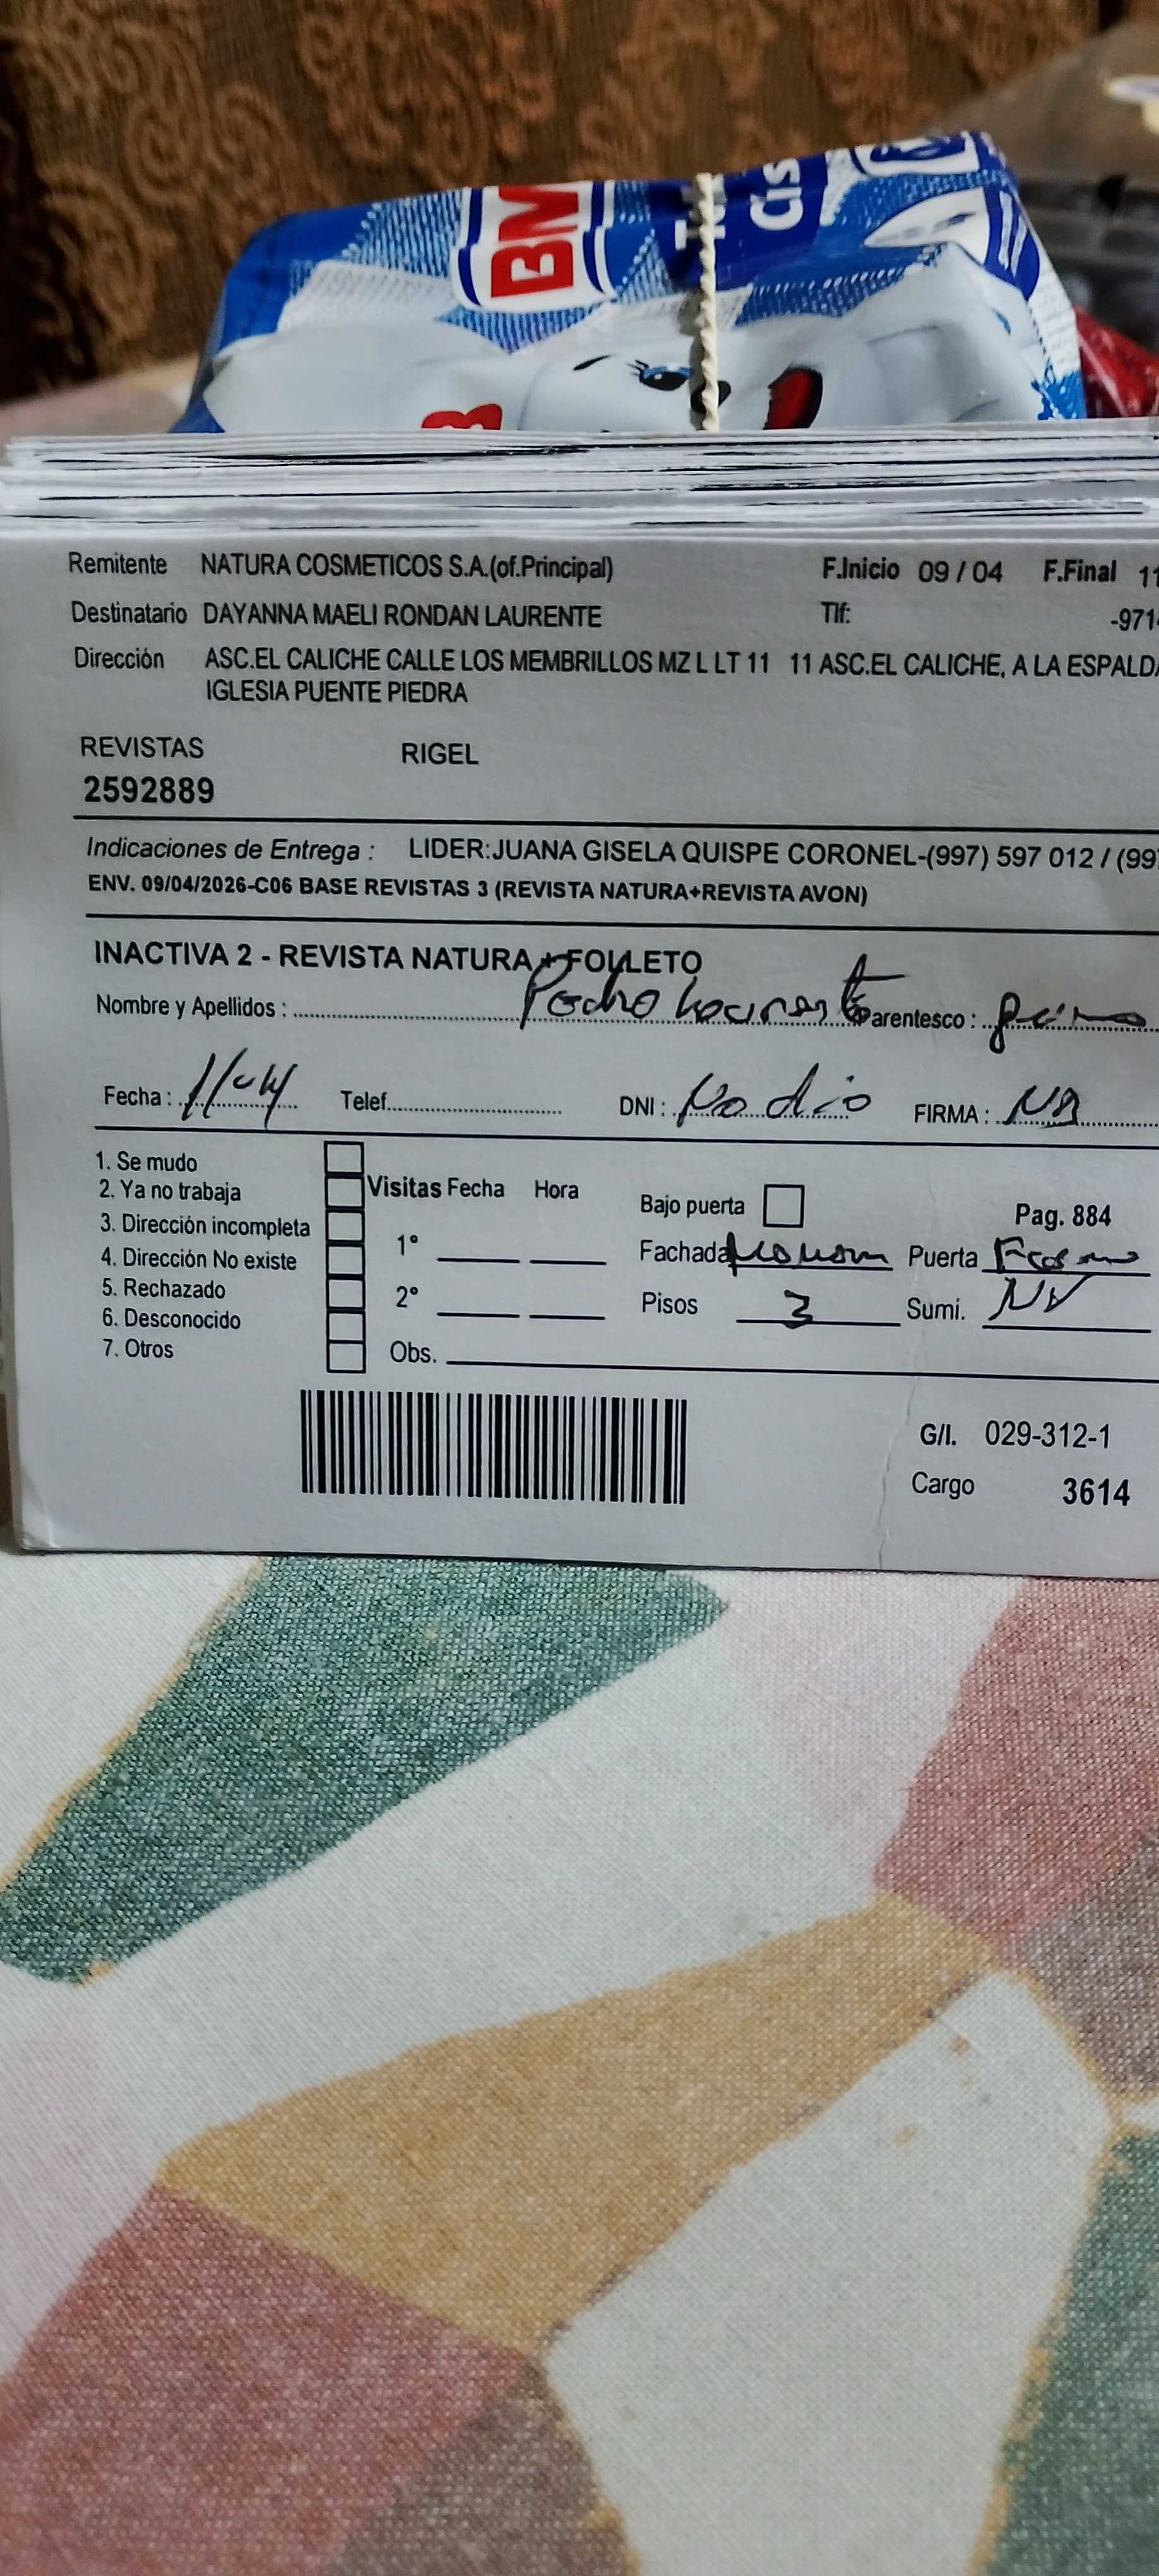 BM
Cis
Remitente NATURA COSMETICOS S.A.(of.Principal) F.Inicio 09 / 04 F.Final 11
Destinatario DAYANNA MAELI RONDAN LAURENTE Tlf: -971
Dirección ASC.EL CALICHE CALLE LOS MEMBRILLOS MZ L LT 11 11 ASC.EL CALICHE, A LA ESPALDA
IGLESIA PUENTE PIEDRA
REVISTAS RIGEL
2592889
Indicaciones de Entrega : LIDER:JUANA GISELA QUISPE CORONEL-(997) 597 012 / (99
ENV. 09/04/2026-C06 BASE REVISTAS 3 (REVISTA NATURA+REVISTA AVON)
INACTIVA 2 - REVISTA NATURA + FOLLETO
Nombre y Apellidos : Pedro Laurente Parentesco :
Fecha : 11-04 Telef. DNI : No dio FIRMA :
1. Se mudo
2. Ya no trabaja Visitas Fecha Hora Bajo puerta Pag. 884
3. Dirección incompleta 1° Fachada Puerta
4. Dirección No existe
5. Rechazado 2° Pisos 3 Sumi.
6. Desconocido
7. Otros Obs.
G/I. 029-312-1
Cargo 3614